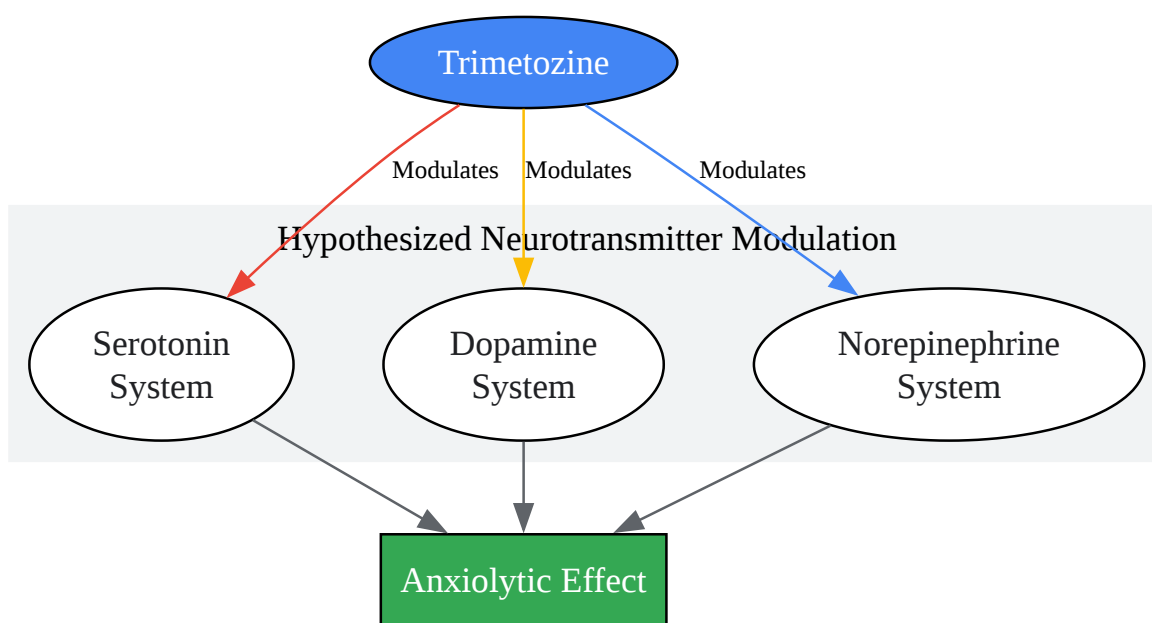 Trimetozine
Modulates
Modulates
Modulates
Hypothesized Neurotransmitter Modulation
Serotonin
System
Dopamine
System
Norepinephrine
System
Anxiolytic Effect